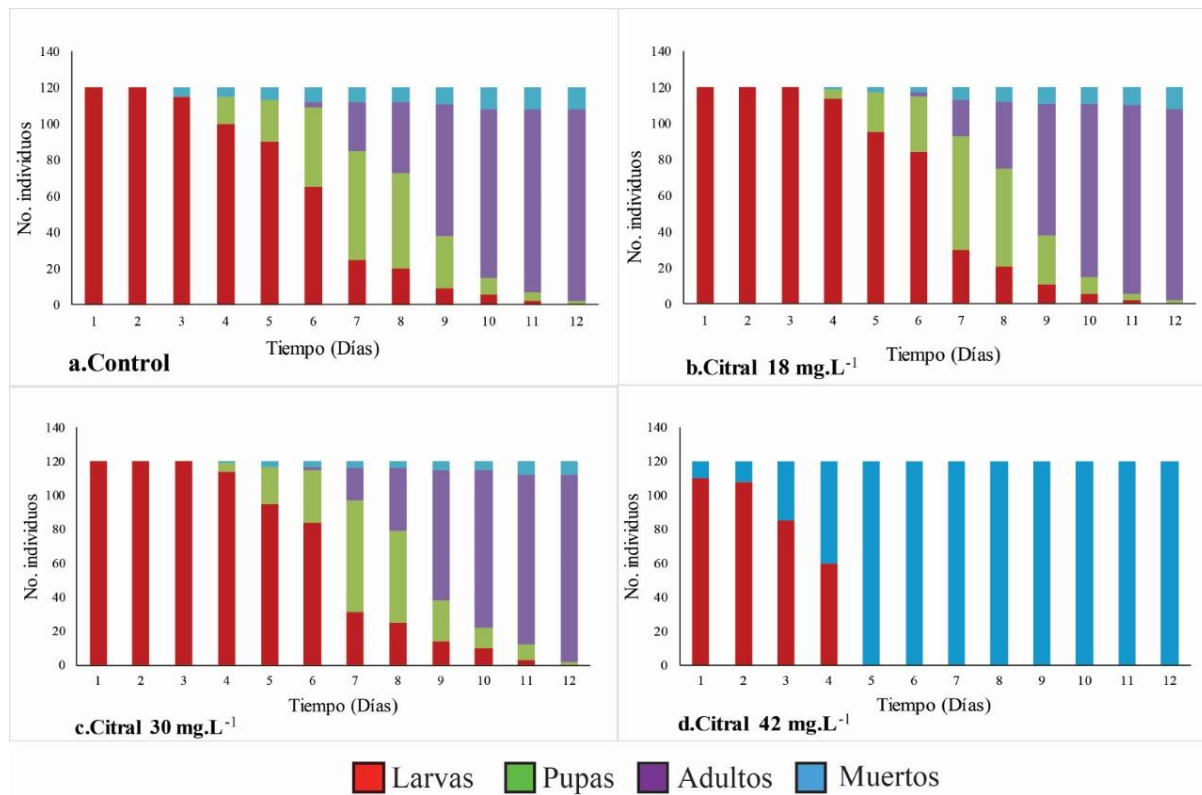 140
120
100
80
60
40
20
0
No. individuos
1 2 3 4 5 6 7 8 9 10 11 12
Tiempo (Días)
a.Control
140
120
100
80
60
40
20
0
No. individuos
1 2 3 4 5 6 7 8 9 10 11 12
Tiempo (Días)
b.Citral 18 mg.L⁻¹
140
120
100
80
60
40
20
0
No. individuos
1 2 3 4 5 6 7 8 9 10 11 12
Tiempo (Días)
c.Citral 30 mg.L⁻¹
140
120
100
80
60
40
20
0
No. individuos
1 2 3 4 5 6 7 8 9 10 11 12
Tiempo (Días)
d.Citral 42 mg.L⁻¹
Larvas Pupas Adultos Muertos